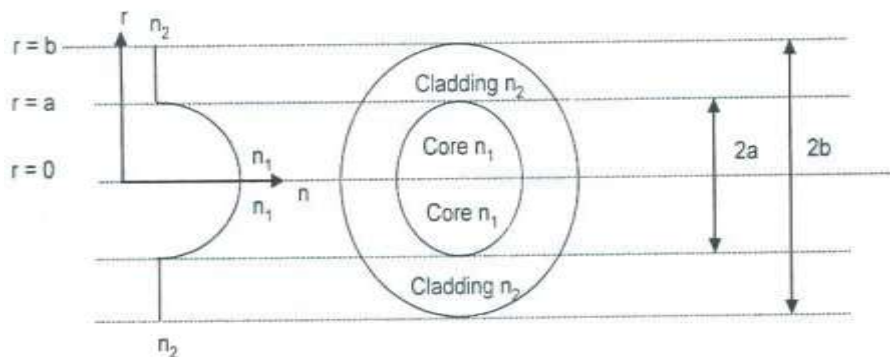 r n₂
r = b
Cladding n₂
r = a
Core n₁
n₁
2a 2b
r = 0
n
n₁
Core n₁
Cladding n₂
n₂